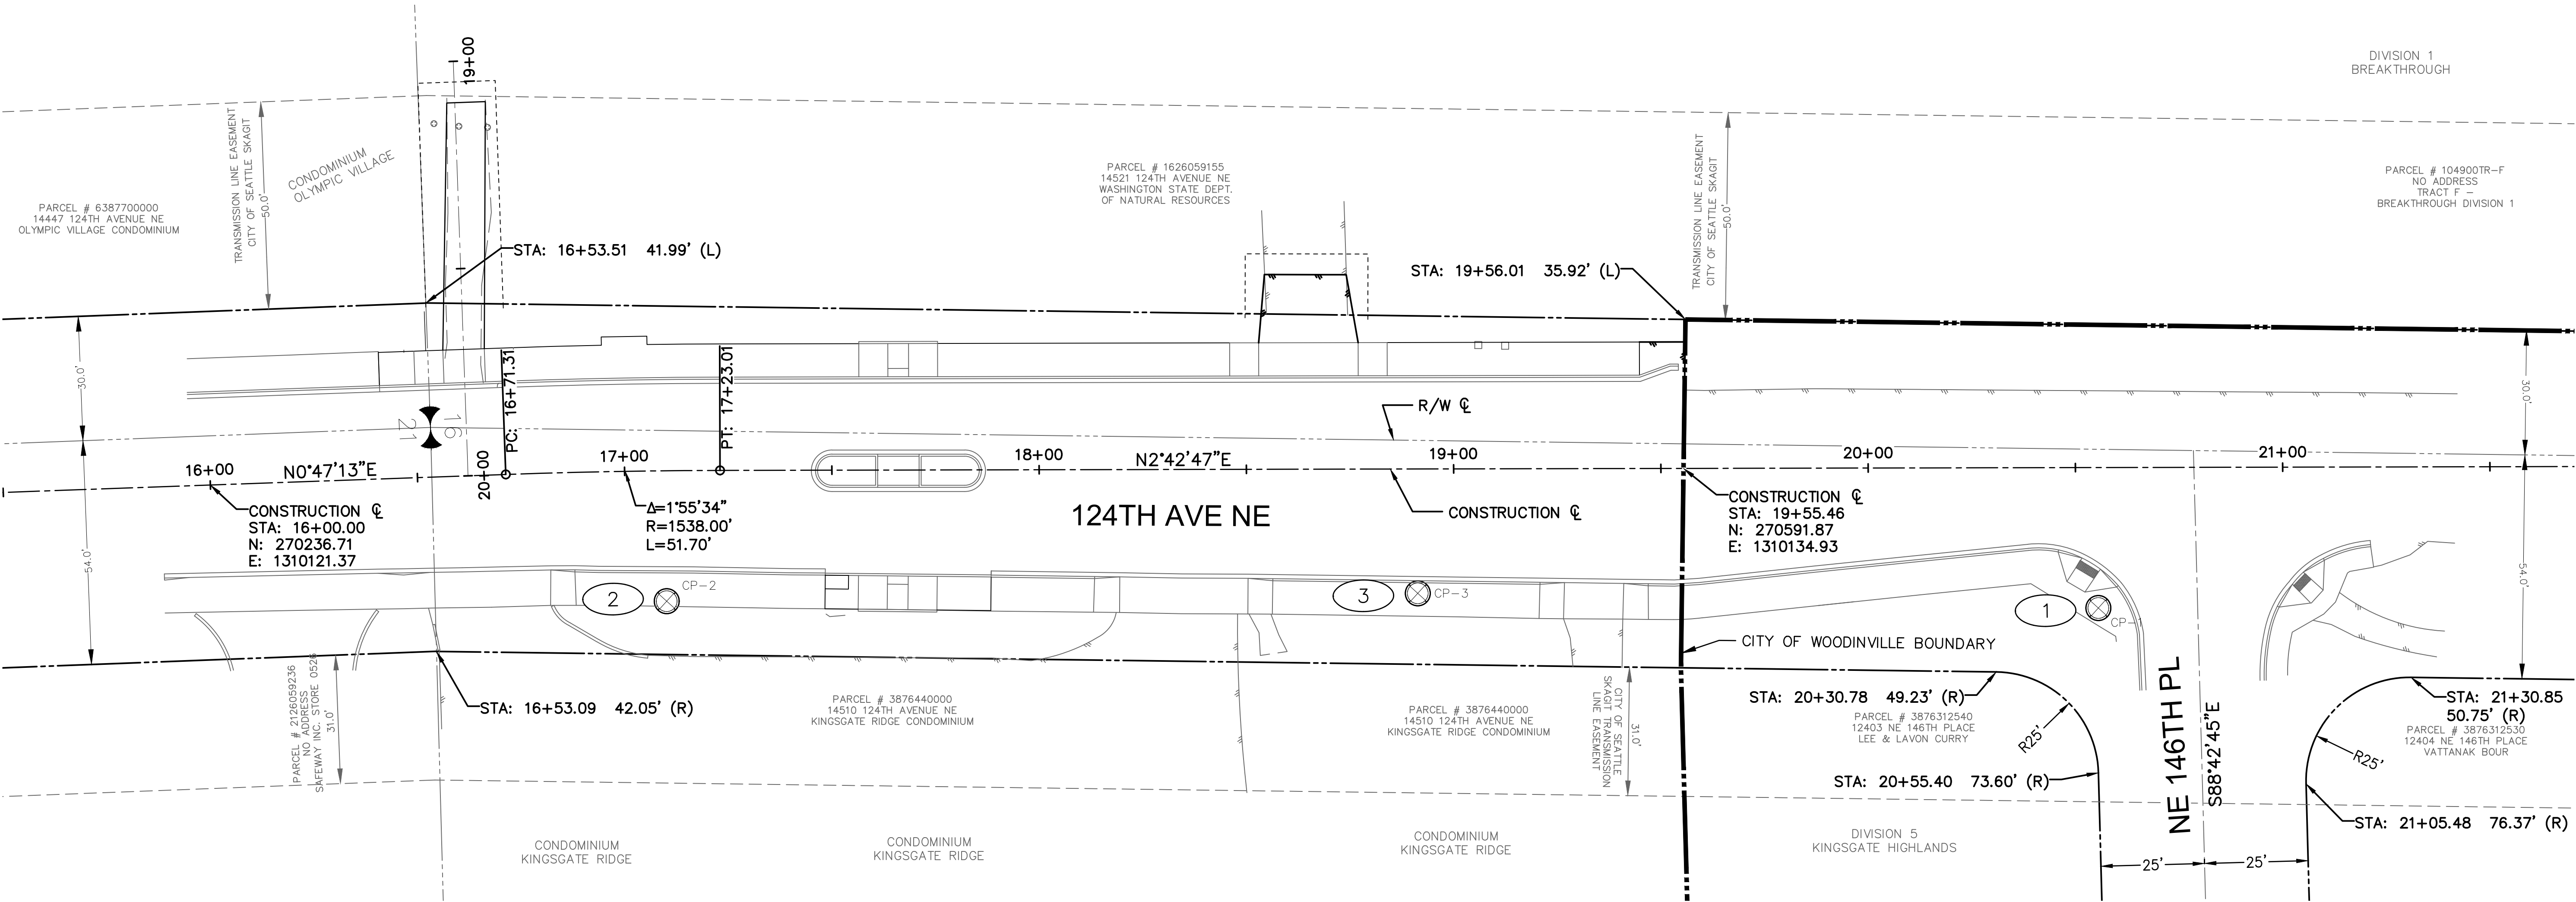 DIVISION 1
BREAKTHROUGH
19+00
TRANSMISSION LINE EASEMENT
CITY OF SEATTLE SKAGIT
50.0'
CONDOMINIUM
OLYMPIC VILLAGE
PARCEL # 6387700000
14447 124TH AVENUE NE
OLYMPIC VILLAGE CONDOMINIUM
PARCEL # 1626059155
14521 124TH AVENUE NE
WASHINGTON STATE DEPT.
OF NATURAL RESOURCES
TRANSMISSION LINE EASEMENT
CITY OF SEATTLE SKAGIT
50.0'
PARCEL # 104900TR-F
NO ADDRESS
TRACT F -
BREAKTHROUGH DIVISION 1
STA: 16+53.51 41.99' (L)
STA: 19+56.01 35.92' (L)
30.0'
PC: 16+71.31
PT: 17+23.01
R/W ℄
30.0'
16
21
16+00
N0°47'13"E
20+00
17+00
18+00
N2°42'47"E
19+00
20+00
21+00
CONSTRUCTION ℄
STA: 16+00.00
N: 270236.71
E: 1310121.37
Δ=1°55'34"
R=1538.00'
L=51.70'
124TH AVE NE
CONSTRUCTION ℄
CONSTRUCTION ℄
STA: 19+55.46
N: 270591.87
E: 1310134.93
54.0'
54.0'
2
CP-2
3
CP-3
1
CP-1
CITY OF WOODINVILLE BOUNDARY
PARCEL # 2126059236
NO ADDRESS
SAFEWAY INC. STORE 0526
31.0'
STA: 16+53.09 42.05' (R)
PARCEL # 3876440000
14510 124TH AVENUE NE
KINGSGATE RIDGE CONDOMINIUM
PARCEL # 3876440000
14510 124TH AVENUE NE
KINGSGATE RIDGE CONDOMINIUM
CITY OF SEATTLE
SKAGIT TRANSMISSION
LINE EASEMENT
31.0'
STA: 20+30.78 49.23' (R)
PARCEL # 3876312540
12403 NE 146TH PLACE
LEE & LAVON CURRY
R25'
STA: 20+55.40 73.60' (R)
NE 146TH PL
S88°42'45"E
STA: 21+30.85
50.75' (R)
PARCEL # 3876312530
12404 NE 146TH PLACE
VATTANAK BOUR
R25'
STA: 21+05.48 76.37' (R)
CONDOMINIUM
KINGSGATE RIDGE
CONDOMINIUM
KINGSGATE RIDGE
CONDOMINIUM
KINGSGATE RIDGE
DIVISION 5
KINGSGATE HIGHLANDS
25'
25'